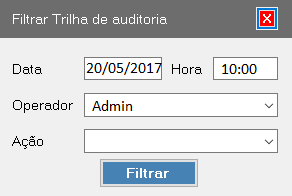 Filtrar Trilha de auditoria
Data 20/05/2017 Hora 10:00
Operador Admin
Ação
Filtrar